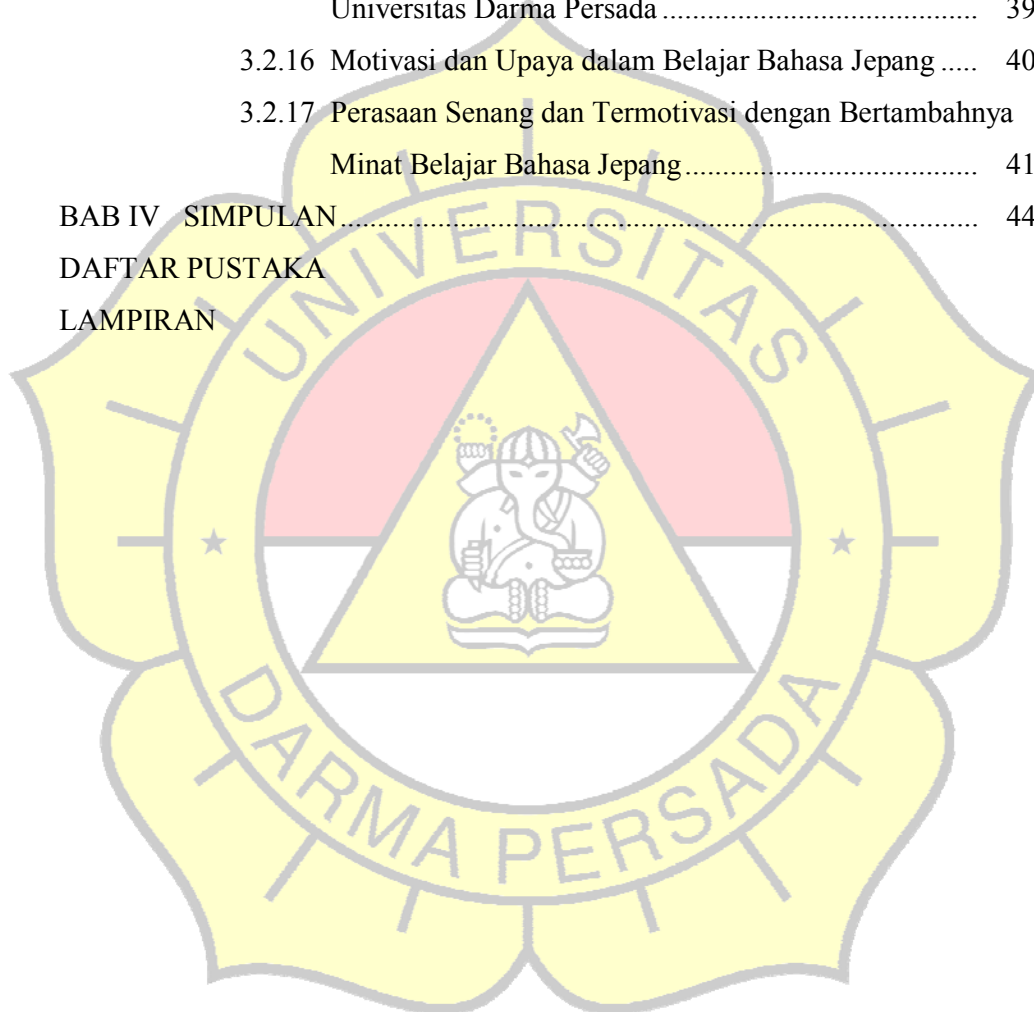 Universitas Darma Persada ........................................ 39
3.2.16 Motivasi dan Upaya dalam Belajar Bahasa Jepang ..... 40
3.2.17 Perasaan Senang dan Termotivasi dengan Bertambahnya
Minat Belajar Bahasa Jepang ...................................... 41
BAB IV SIMPULAN ................................................................................... 44
DAFTAR PUSTAKA
LAMPIRAN
UNIVERSITAS
DARMA PERSADA